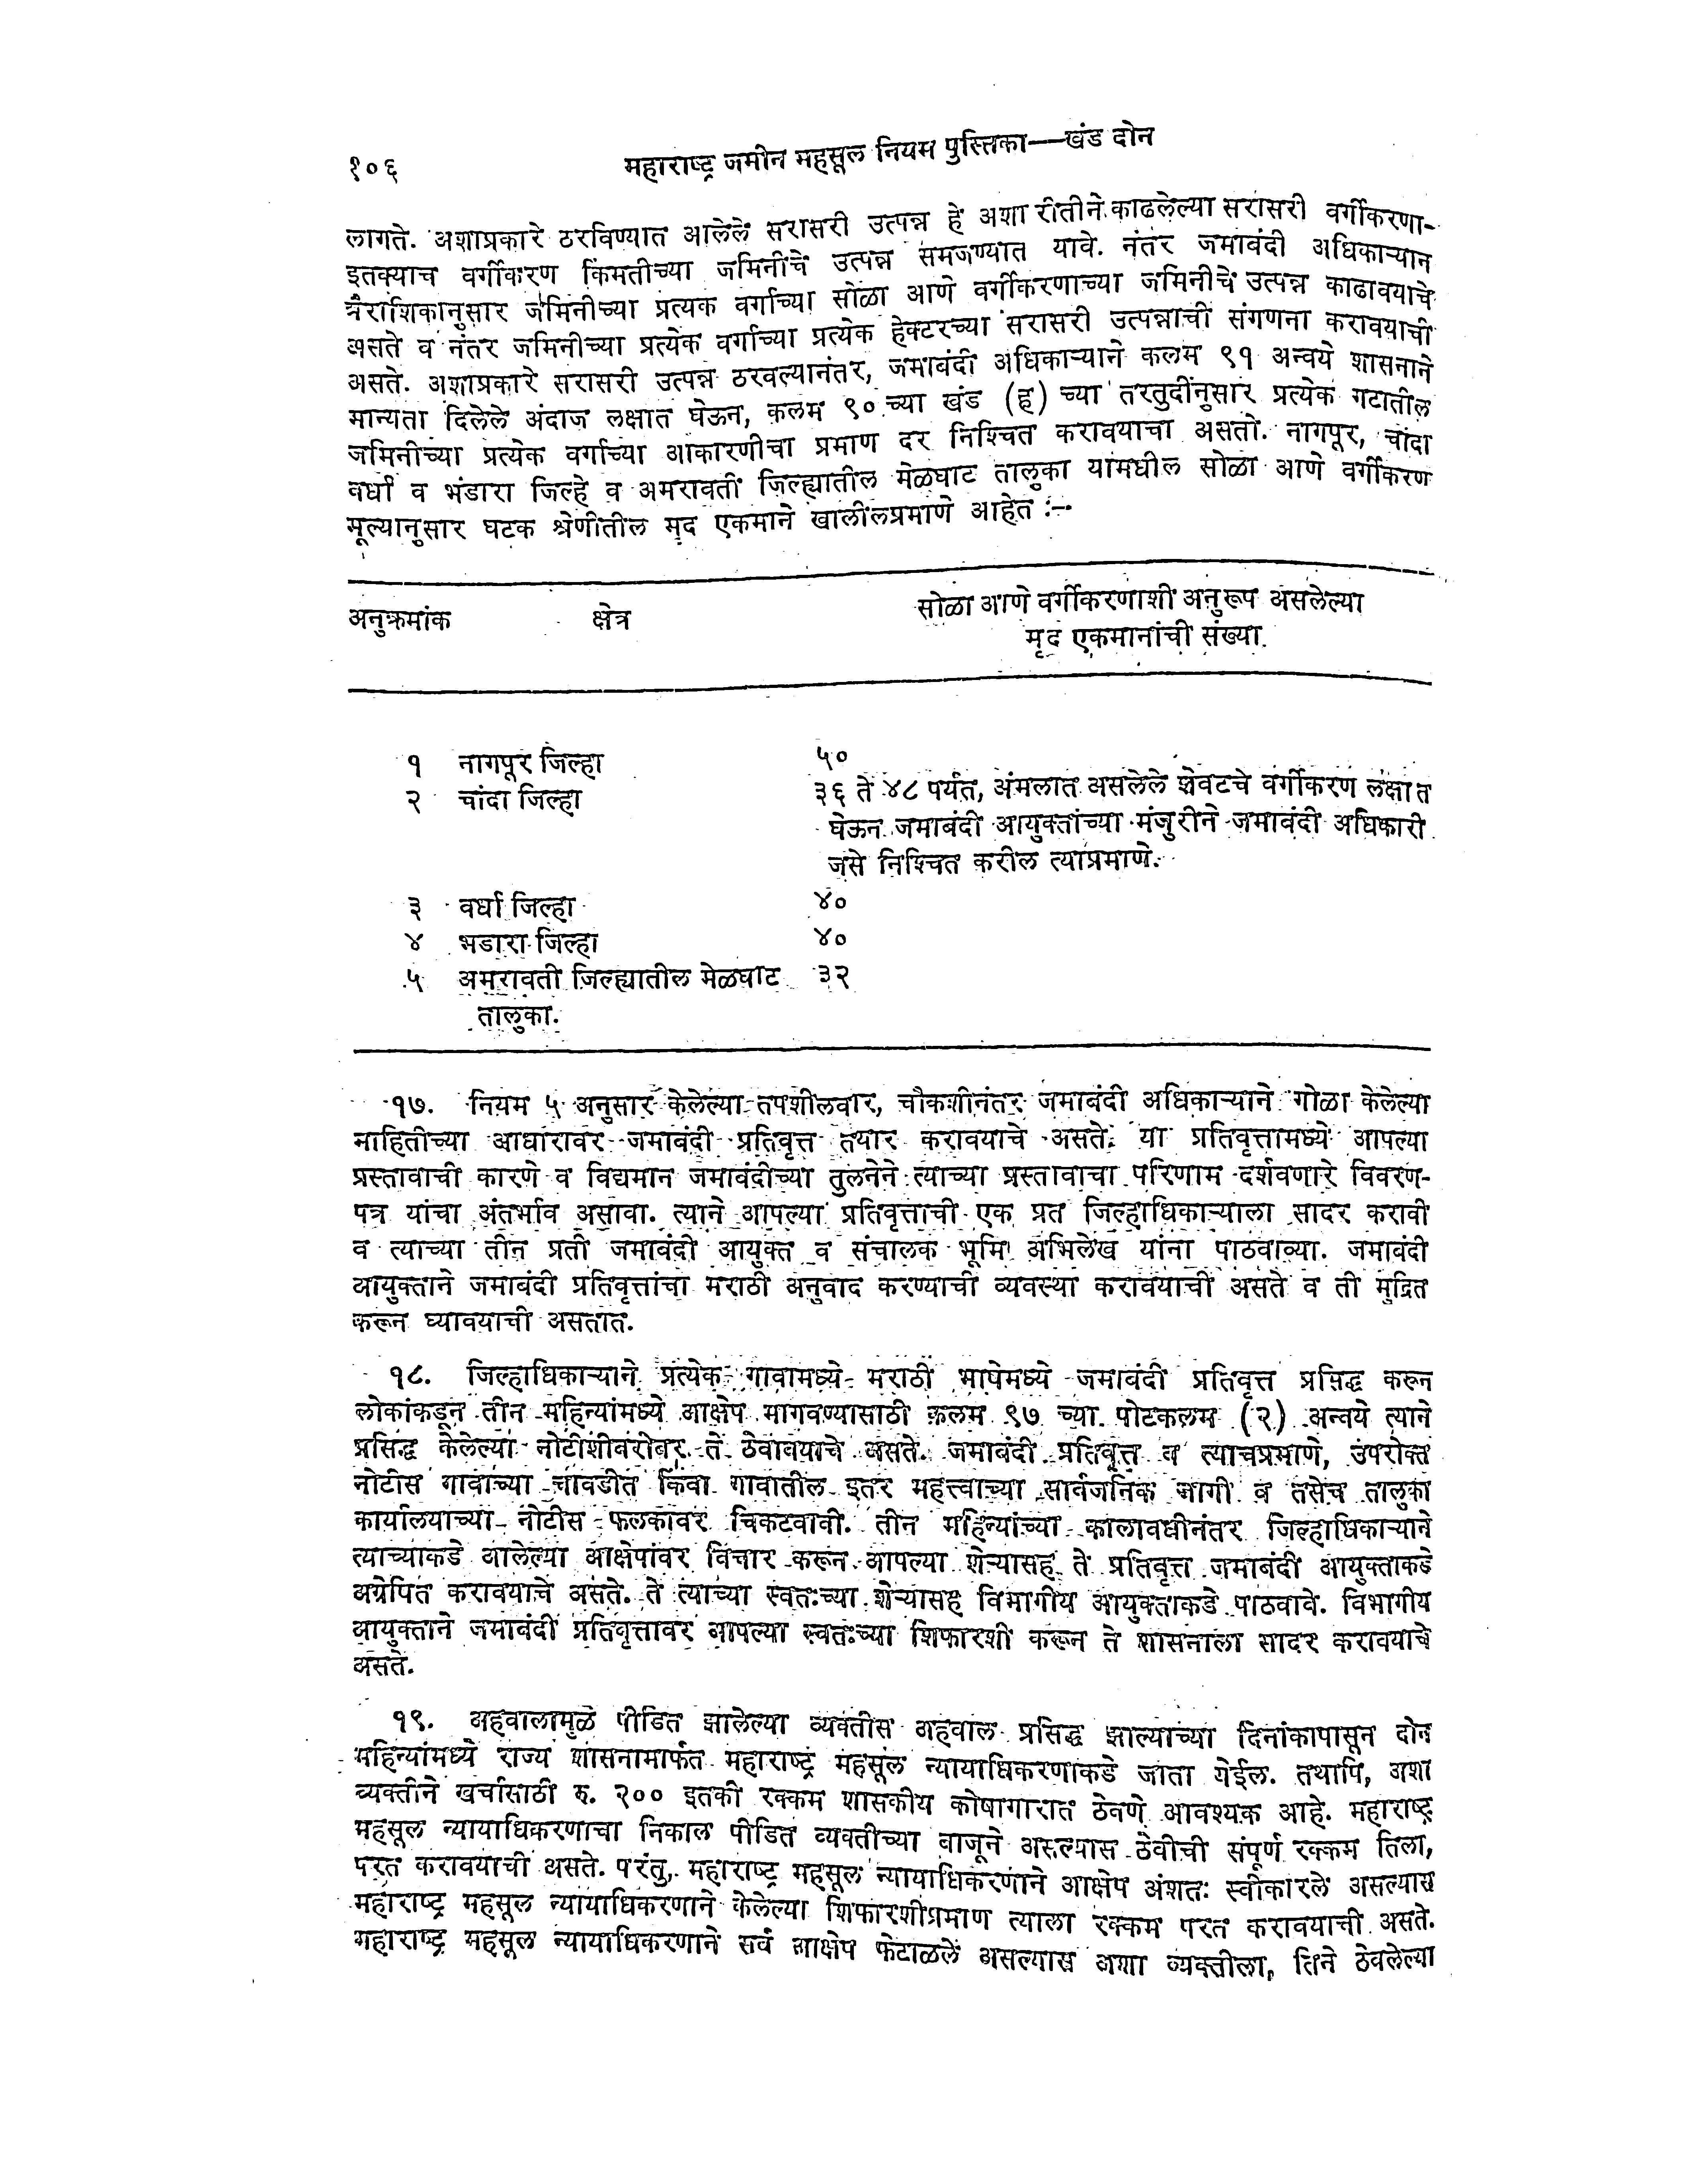 १०६
महाराष्ट्र जमीन महसूल नियम पुस्तिका—खंड दोन
लागते. अशाप्रकारे ठरविण्यात आलेले सरासरी उत्पन्न हे अशा रीतीने काढलेल्या सरासरी वर्गीकरणा-
इतक्याच वर्गीकरण किंमतीच्या जमिनीचे उत्पन्न समजण्यात यावे. नंतर जमाबंदी अधिकाऱ्यान
त्रैराशिकानुसार जमिनीच्या प्रत्यक वर्गाच्या सोळा आणे वर्गीकरणाच्या जमिनीचे उत्पन्न काढावयाचे
असते व नंतर जमिनीच्या प्रत्येक वर्गाच्या प्रत्येक हेक्टरच्या सरासरी उत्पन्नाची संगणना करावयाची
असते. अशाप्रकारे सरासरी उत्पन्न ठरवल्यानंतर, जमाबंदी अधिकाऱ्याने कलम ९१ अन्वये शासनाने
मान्यता दिलेले अंदाज लक्षात घेऊन, कलम ९० च्या खंड (ह) च्या तरतुदींनुसार प्रत्येक गटातील
जमिनीच्या प्रत्येक वर्गाच्या आकारणीचा प्रमाण दर निश्चित करावयाचा असतो. नागपूर, चांदा
वर्धा व भंडारा जिल्हे व अमरावती जिल्ह्यातील मेळघाट तालुका यांमधील सोळा आणे वर्गीकरण
मूल्यानुसार घटक श्रेणीतील मृद एकमाने खालीलप्रमाणे आहेत :–
अनुक्रमांक क्षेत्र सोळा आणे वर्गीकरणाशी अनुरूप असलेल्या
मृद एकमानांची संख्या.
१ नागपूर जिल्हा ५०
२ चांदा जिल्हा ३६ ते ४८ पर्यंत, अंमलात असलेले शेवटचे वर्गीकरण लक्षात
घेऊन जमाबंदी आयुक्तांच्या मंजुरीने जमाबंदी अधिकारी
जसे निश्चित करील त्याप्रमाणे.
३ वर्धा जिल्हा ४०
४ भडारा जिल्हा ४०
५ अमरावती जिल्ह्यातील मेळघाट ३२
तालुका.
१७. नियम ५ अनुसार केलेल्या तपशीलवार, चौकशीनंतर जमाबंदी अधिकाऱ्याने गोळा केलेल्या
माहितीच्या आधारावर जमाबंदी प्रतिवृत्त तयार करावयाचे असते. या प्रतिवृत्तामध्ये आपल्या
प्रस्तावाची कारणे व विद्यमान जमाबंदीच्या तुलनेने त्याच्या प्रस्तावाचा परिणाम दर्शवणारे विवरण-
पत्र यांचा अंतर्भाव असावा. त्याने आपल्या प्रतिवृत्ताची एक प्रत जिल्हाधिकाऱ्याला सादर करावी
व त्याच्या तीन प्रती जमाबंदी आयुक्त व संचालक भूमि अभिलेख यांना पाठवाव्या. जमाबंदी
आयुक्ताने जमाबंदी प्रतिवृत्तांचा मराठी अनुवाद करण्याची व्यवस्था करावयाची असते व ती मुद्रित
करून घ्यावयाची असतात.
१८. जिल्हाधिकाऱ्याने प्रत्येक गावामध्ये मराठी भाषेमध्ये जमाबंदी प्रतिवृत्त प्रसिद्ध करून
लोकांकडून तीन महिन्यांमध्ये आक्षेप मागवण्यासाठी कलम ९७ च्या पोटकलम (२) अन्वये त्याने
प्रसिद्ध केलेल्या नोटीशीबरोबर ते ठेवावयाचे असते. जमाबंदी प्रतिवृत्त व त्याचप्रमाणे, उपरोक्त
नोटीस गावाच्या चावडीत किंवा गावातील इतर महत्त्वाच्या सार्वजनिक जागी व तसेच तालुका
कार्यालयाच्या नोटीस फलकावर चिकटवावी. तीन महिन्यांच्या कालावधीनंतर जिल्हाधिकाऱ्याने
त्याच्याकडे आलेल्या आक्षेपांवर विचार करून आपल्या शेऱ्यासह ते प्रतिवृत्त जमाबंदी आयुक्ताकडे
अग्रेषित करावयाचे असते. ते त्याच्या स्वतःच्या शेऱ्यासह विभागीय आयुक्ताकडे पाठवावे. विभागीय
आयुक्ताने जमाबंदी प्रतिवृत्तावर आपल्या स्वतःच्या शिफारशी करून ते शासनाला सादर करावयाचे
असते.
१९. अहवालामुळे पीडित झालेल्या व्यक्तीस अहवाल प्रसिद्ध झाल्याच्या दिनांकापासून दोन
महिन्यांमध्ये राज्य शासनामार्फत महाराष्ट्र महसूल न्यायाधिकरणाकडे जाता येईल. तथापि, अशा
व्यक्तीने खर्चासाठी रु. २०० इतकी रक्कम शासकीय कोषागारात ठेवणे आवश्यक आहे. महाराष्ट्र
महसूल न्यायाधिकरणाचा निकाल पीडित व्यक्तीच्या बाजूने असल्यास ठेवीची संपूर्ण रक्कम तिला,
परत करावयाची असते. परंतु, महाराष्ट्र महसूल न्यायाधिकरणाने आक्षेप अंशतः स्वीकारले असल्यास
महाराष्ट्र महसूल न्यायाधिकरणाने केलेल्या शिफारशीप्रमाण त्याला रक्कम परत करावयाची असते.
महाराष्ट्र महसूल न्यायाधिकरणाने सर्व आक्षेप फेटाळले असल्यास अशा व्यक्तीला, तिने ठेवलेल्या